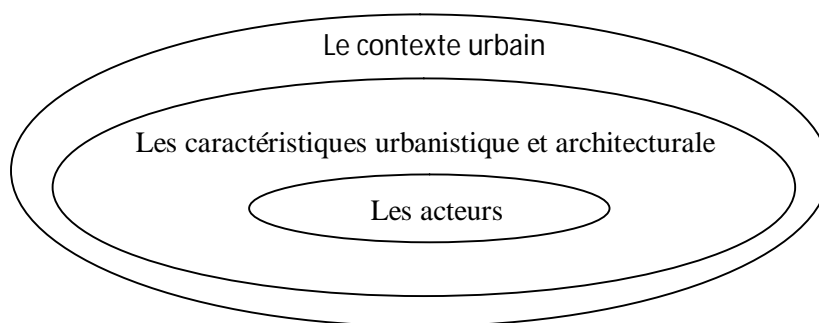 Le contexte urbain
Les caractéristiques urbanistique et architecturale
Les acteurs